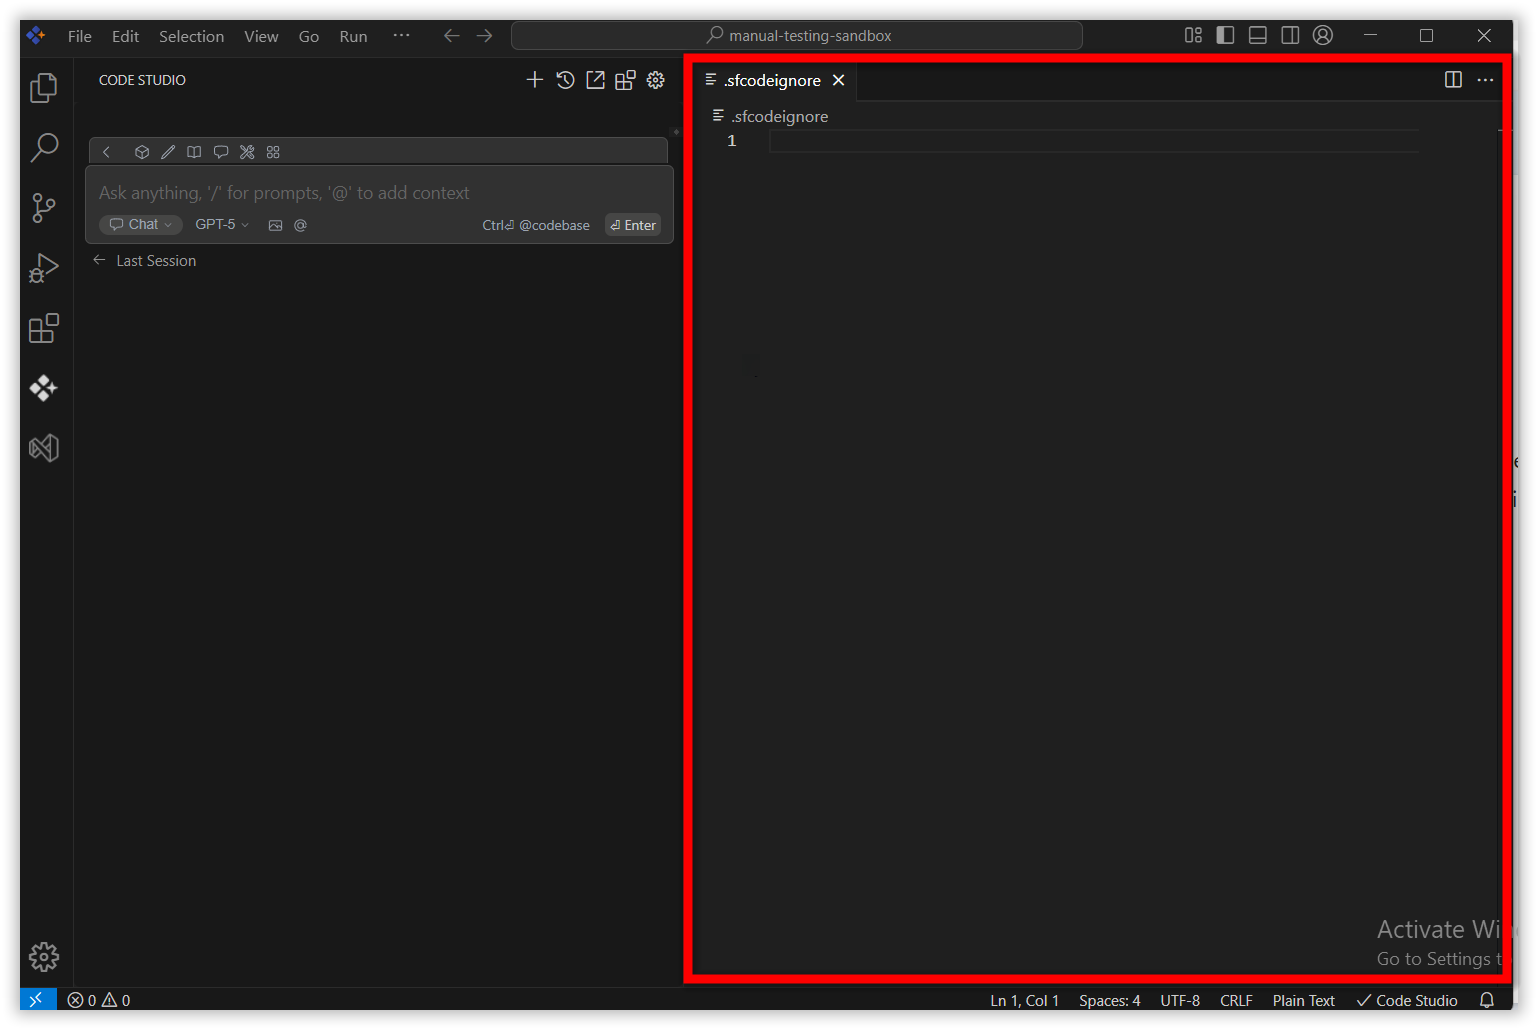 File Edit Selection View Go Run ··· manual-testing-sandbox
CODE STUDIO
.sfcodeignore
.sfcodeignore
1
Ask anything, '/' for prompts, '@' to add context
Chat GPT-5 @ Ctrl⏎ @codebase ⏎ Enter
Last Session
Activate Wi
Go to Settings t
0 0 Ln 1, Col 1 Spaces: 4 UTF-8 CRLF Plain Text Code Studio